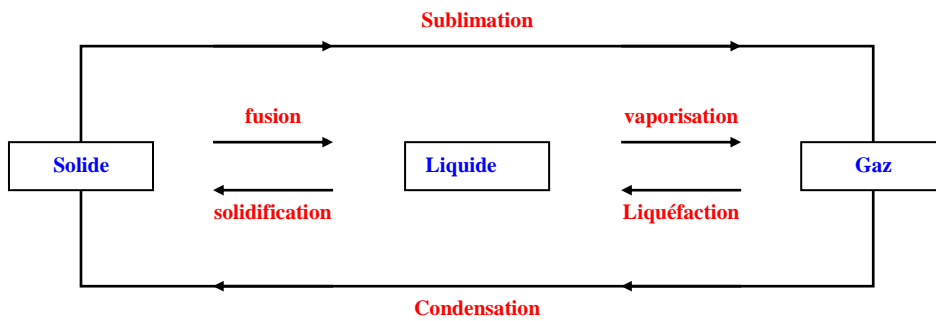 Sublimation
fusion
vaporisation
Solide
Liquide
Gaz
solidification
Liquéfaction
Condensation